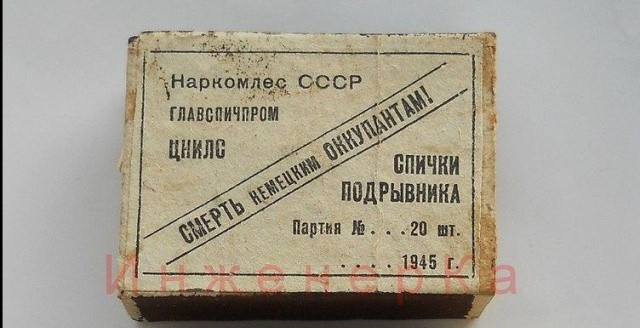 Наркомлес СССР
ГЛАВСПИЧПРОМ
ЦНИЛС
СМЕРТЬ НЕМЕЦКИМ ОККУПАНТАМ!
СПИЧКИ
ПОДРЫВНИКА
Партия № . . . 20 шт.
. . . . 1945 г.
Инженерка